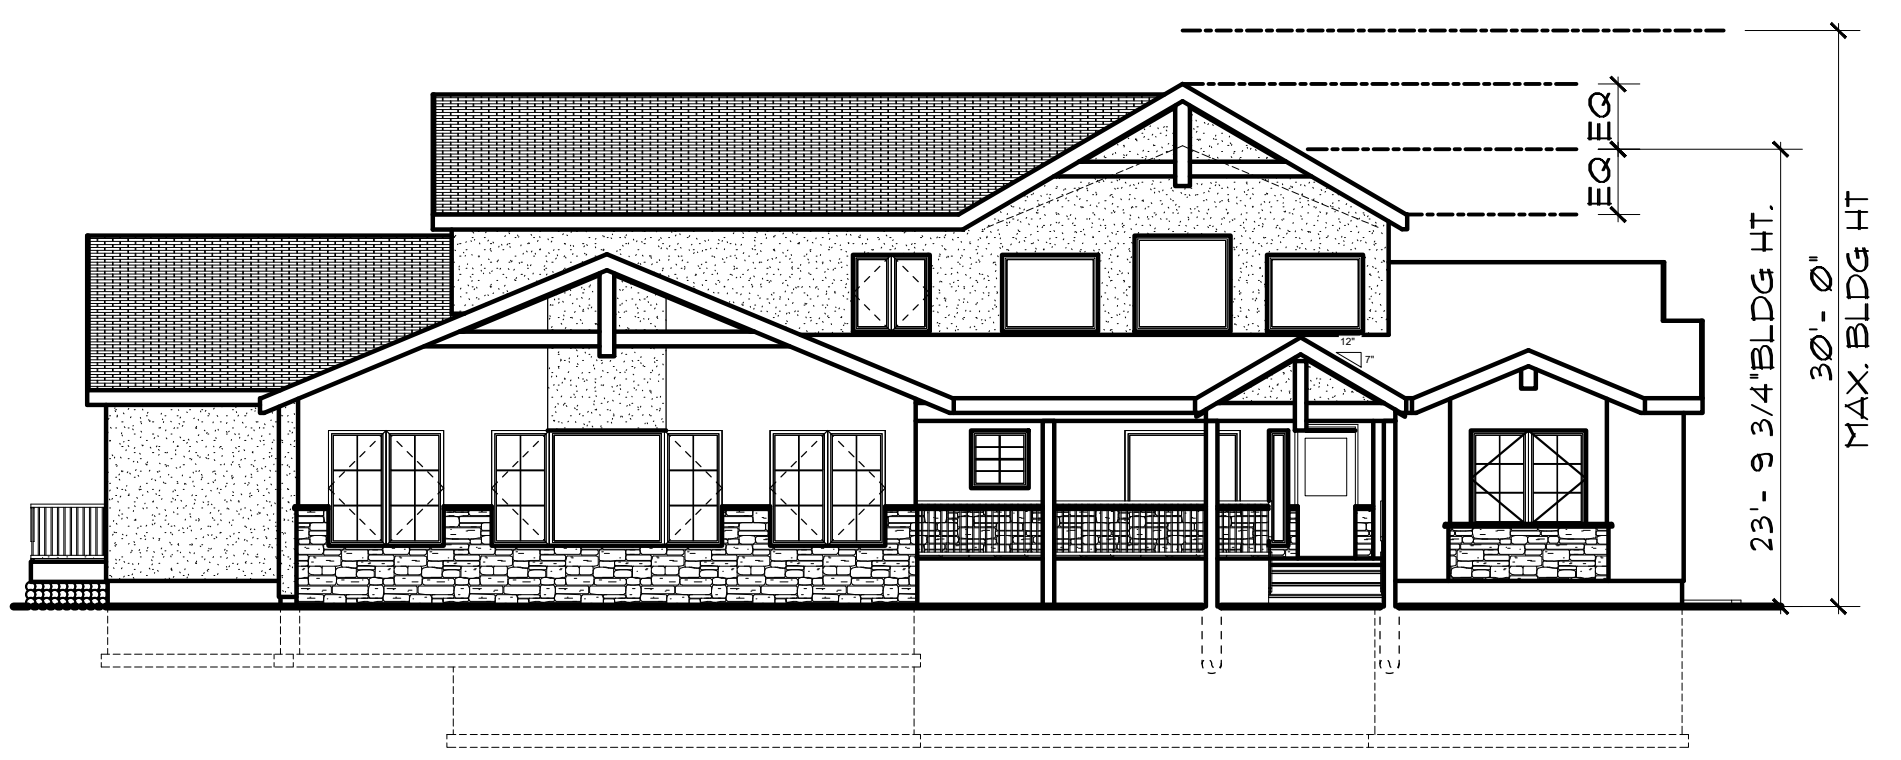 EQ
EQ
12"
7"
23'- 9 3/4"BLDG HT.
30'- 0"
MAX. BLDG HT